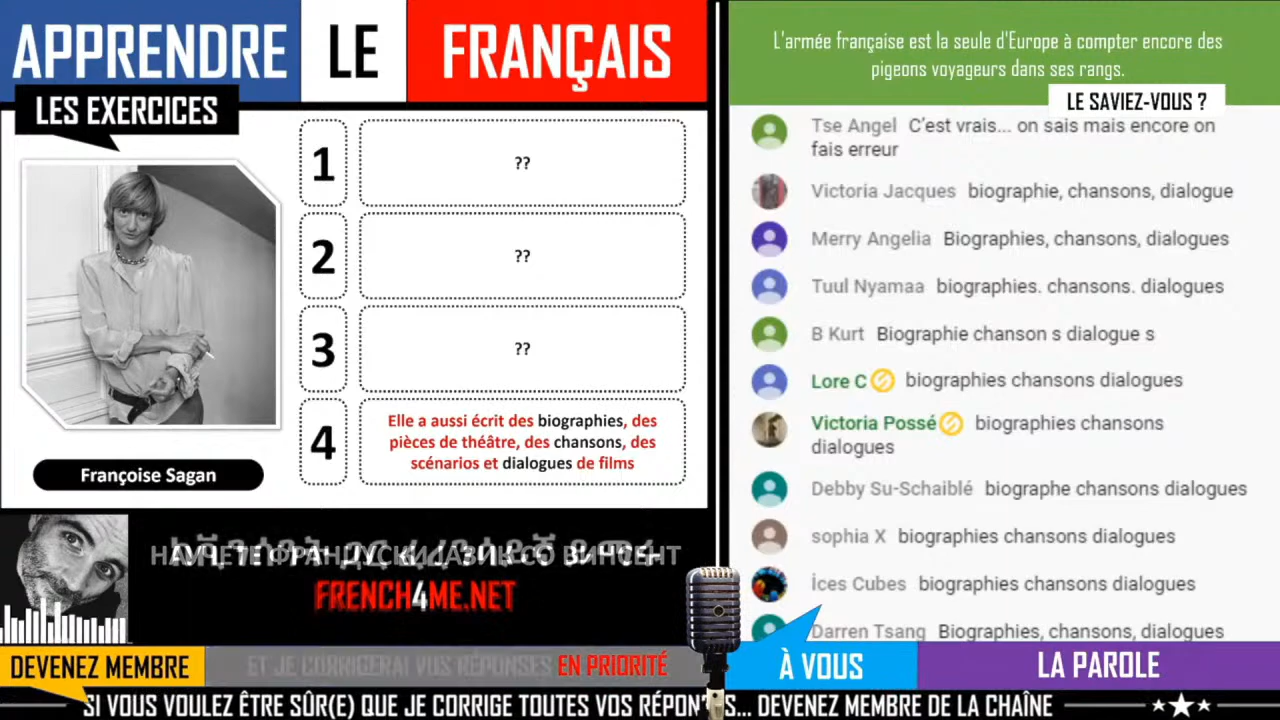 APPRENDRE LE FRANÇAIS
LES EXERCICES
1
??
2
??
3
??
4
Elle a aussi écrit des biographies, des
pièces de théâtre, des chansons, des
scénarios et dialogues de films
Françoise Sagan
FRENCH4ME.NET
DEVENEZ MEMBRE
ET JE CORRIGERAI VOS RÉPONSES EN PRIORITÉ
SI VOUS VOULEZ ÊTRE SÛR(E) QUE JE CORRIGE TOUTES VOS
... DEVENEZ MEMBRE DE LA CHAÎNE
L'armée française est la seule d'Europe à compter encore des
pigeons voyageurs dans ses rangs.
LE SAVIEZ-VOUS ?
Tse Angel C'est vrais... on sais mais encore on
fais erreur
Victoria Jacques biographie, chansons, dialogue
Merry Angelia Biographies, chansons, dialogues
Tuul Nyamaa biographies. chansons. dialogues
B Kurt Biographie chanson s dialogue s
Lore C biographies chansons dialogues
Victoria Possé biographies chansons
dialogues
Debby Su-Schaiblé biographe chansons dialogues
sophia X biographies chansons dialogues
İces Cubes biographies chansons dialogues
Darren Tsang Biographies, chansons, dialogues
À VOUS
LA PAROLE